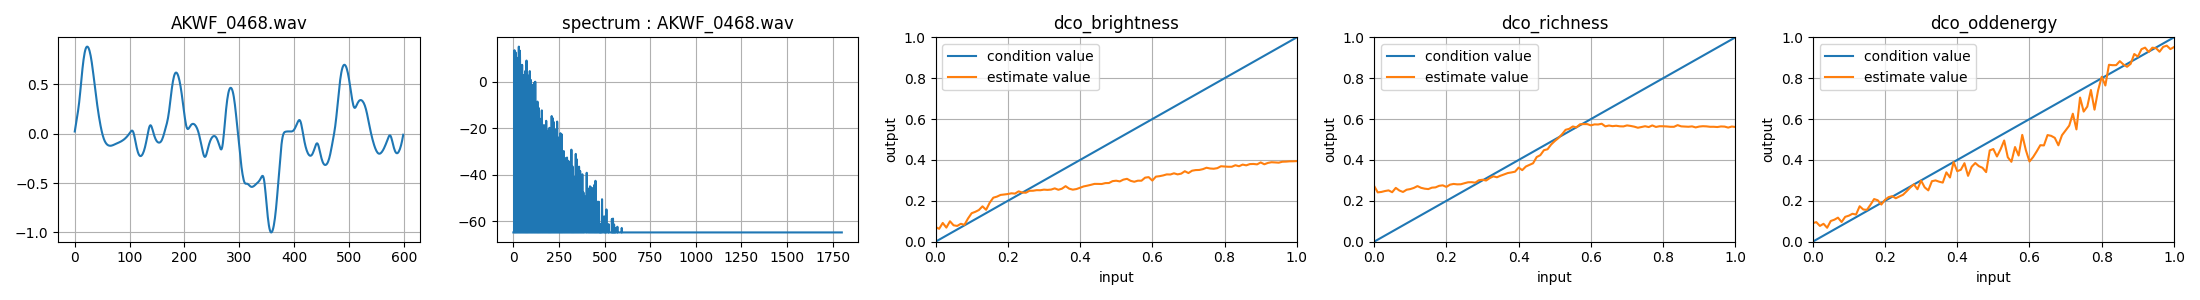 AKWF_0468.wav
0.5
0.0
−0.5
−1.0
0 100 200 300 400 500 600
spectrum : AKWF_0468.wav
0
−20
−40
−60
0 250 500 750 1000 1250 1500 1750
dco_brightness
condition value
estimate value
output
1.0
0.8
0.6
0.4
0.2
0.0
0.0 0.2 0.4 0.6 0.8 1.0
input
dco_richness
condition value
estimate value
output
1.0
0.8
0.6
0.4
0.2
0.0
0.0 0.2 0.4 0.6 0.8 1.0
input
dco_oddenergy
condition value
estimate value
output
1.0
0.8
0.6
0.4
0.2
0.0
0.0 0.2 0.4 0.6 0.8 1.0
input